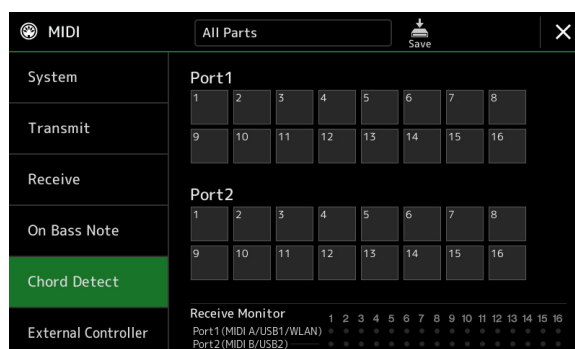 MIDI
All Parts
Save
System
Transmit
Receive
On Bass Note
Chord Detect
External Controller
Port1
1 2 3 4 5 6 7 8
9 10 11 12 13 14 15 16
Port2
1 2 3 4 5 6 7 8
9 10 11 12 13 14 15 16
Receive Monitor 1 2 3 4 5 6 7 8 9 10 11 12 13 14 15 16
Port1(MIDI A/USB1/WLAN)
Port2(MIDI B/USB2)